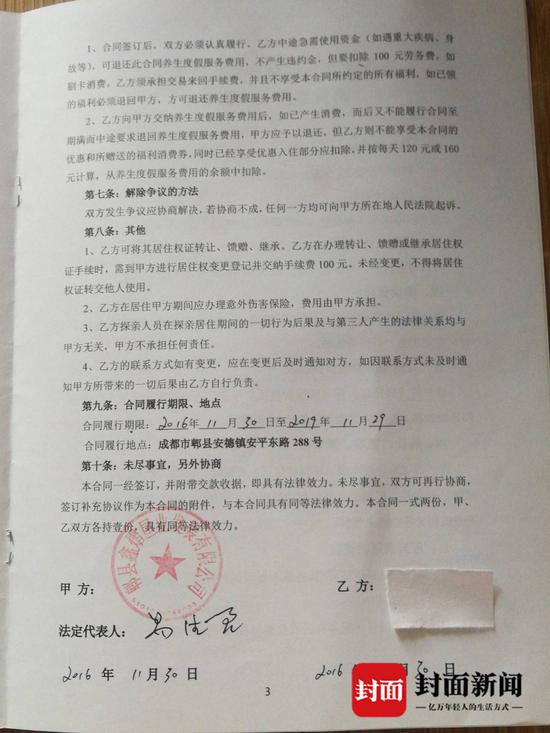 1、合同签订后，双方必须认真履行。乙方中途急需使用资金（如遇重大疾病、身
故等），可退还此合同养生度假服务费用，不产生违约金，但要扣除 100 元劳务费，如
刷卡消费，乙方须承担交易来回手续费，并且不享受本合同所约定的所有福利，如已领
的福利必须退回甲方，方可退还养生度假服务费用。
2、乙方向甲方交纳养生度假服务费用后，如已产生消费，而后又不能履行合同至
期满而中途要求退回养生度假服务费用，甲方应予以退还，但乙方则不能享受本合同的
优惠和所赠送的福利消费券，同时已经享受优惠入住部分应扣除，并按每天 120 元或 160
元计算，从养生度假服务费用的余额中扣除。
第七条：解除争议的方法
双方发生争议应协商解决，若协商不成，任何一方均可向甲方所在地人民法院起诉。
第八条：其他
1、乙方可将其居住权证转让、馈赠、继承。乙方在办理转让、馈赠或继承居住权
证手续时，需到甲方进行居住权变更登记并交纳手续费 100 元。未经变更，不得将居住
权证转交他人使用。
2、乙方在居住甲方期间应办理意外伤害保险，费用由甲方承担。
3、乙方探亲人员在探亲居住期间的一切行为后果及与第三人产生的法律关系均与
甲方无关，甲方不承担任何责任。
4、乙方的联系方式如有变更，应在变更后及时通知对方，如因联系方式未及时通
知甲方所带来的一切后果由乙方自行负责。
第九条：合同履行期限、地点
合同履行期限：2016 年 11 月 30 日至 2019 年 11 月 29 日
合同履行地点：成都市郫县安德镇安平东路 288 号
第十条：未尽事宜，另外协商
本合同一经签订，并附带交款收据，即具有法律效力。未尽事宜，双方可再行协商，
签订补充协议作为本合同的附件，与本合同具有同等法律效力。本合同一式两份，甲、
乙双方各持壹份，具有同等法律效力。
甲 方：
乙 方：
法定代表人：
2016 年 11 月 30 日
2016 年 月 30 日
3
封面
封面新闻
亿万年轻人的生活方式